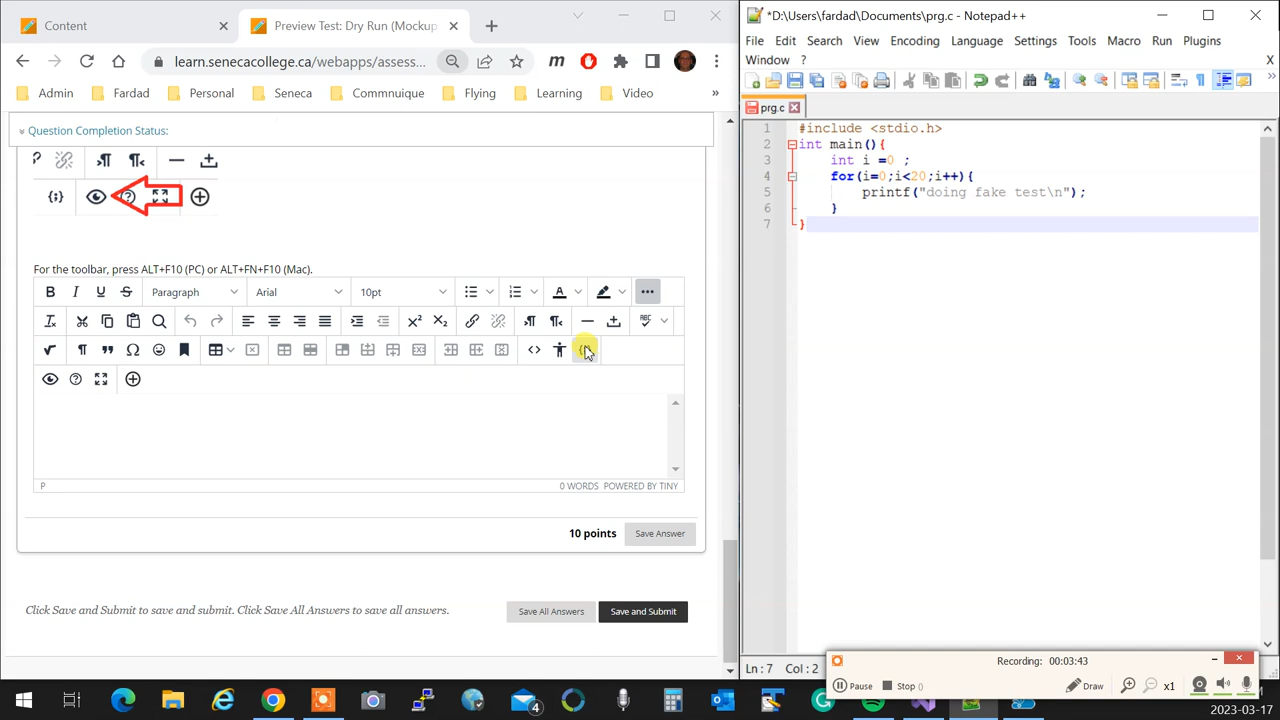 Content
Preview Test: Dry Run (Mockup
*D:\Users\fardad\Documents\prg.c - Notepad++
learn.senecacollege.ca/webapps/assess...
File Edit Search View Encoding Language Settings Tools Macro Run Plugins
Window ? X
Fardad Personal Seneca Commnuique Flying Learning Video »
prg.c
Question Completion Status:
For the toolbar, press ALT+F10 (PC) or ALT+FN+F10 (Mac).
B I U S Paragraph Arial 10pt A
ABC
P 0 WORDS POWERED BY TINY
10 points Save Answer
Click Save and Submit to save and submit. Click Save All Answers to save all answers.
Save All Answers Save and Submit
1 #include <stdio.h>
2 int main(){
3 int i =0 ;
4 for(i=0;i<20;i++){
5 printf("doing fake test\n");
6 }
7 }
Ln : 7 Col : 2
Recording: 00:03:43
Pause Stop () Draw x1
4
2023-03-17